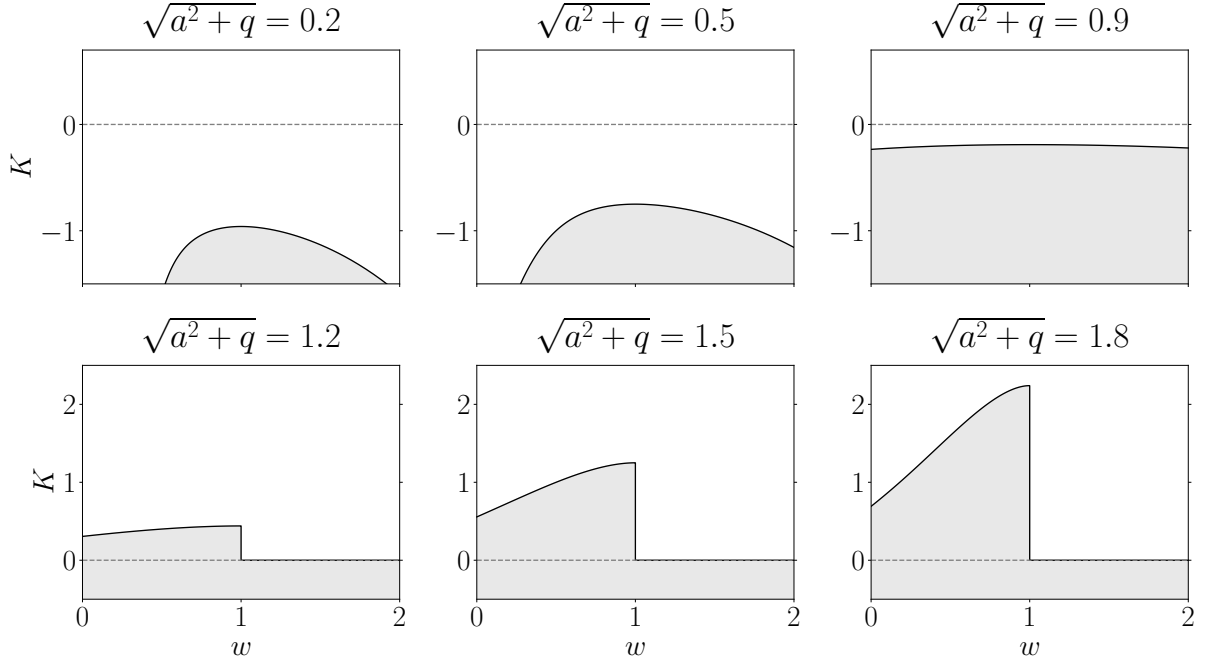 √(a² + q) = 0.2
√(a² + q) = 0.5
√(a² + q) = 0.9
K
0
−1
0
−1
0
−1
√(a² + q) = 1.2
√(a² + q) = 1.5
√(a² + q) = 1.8
K
2
1
0
2
1
0
2
1
0
0 1 2
0 1 2
0 1 2
w
w
w